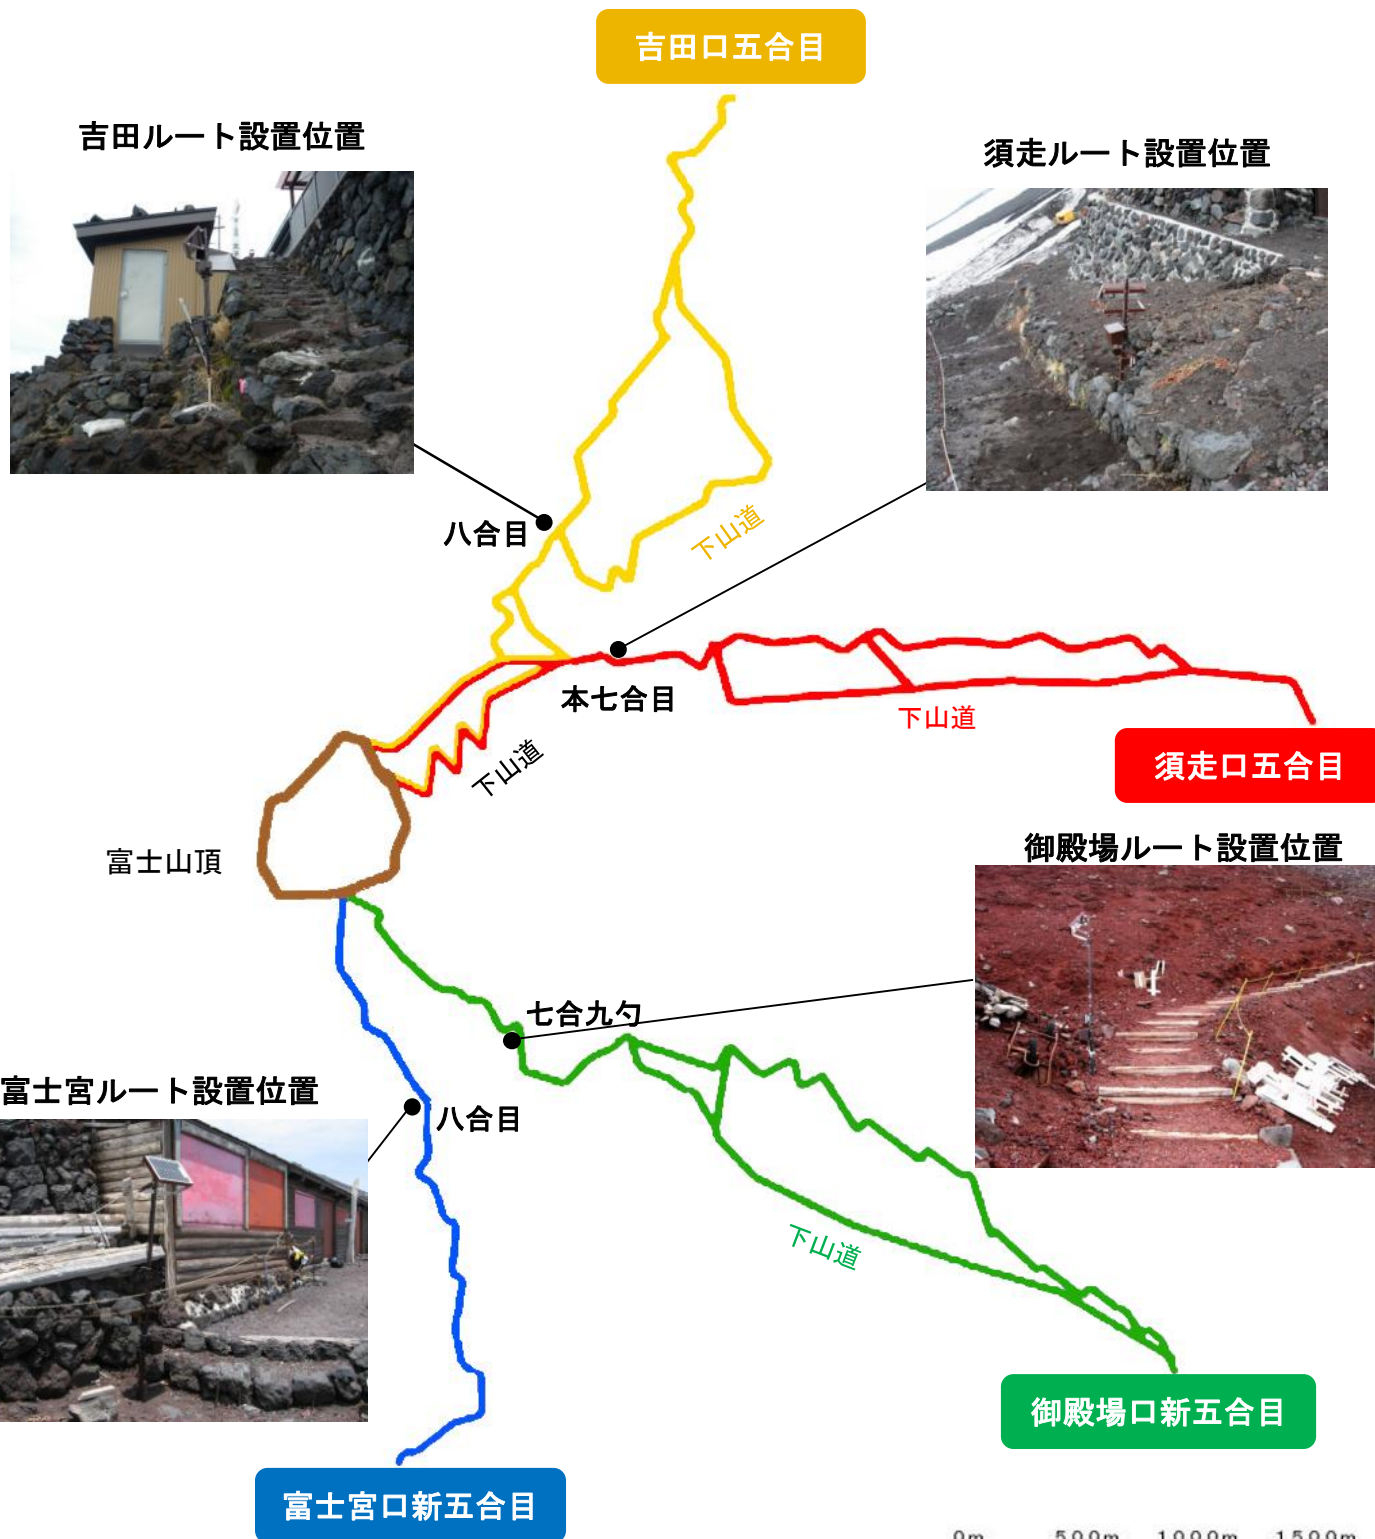 吉田口五合目
吉田ルート設置位置
須走ルート設置位置
八合目
下山道
本七合目
下山道
須走口五合目
下山道
富士山頂
御殿場ルート設置位置
七合九勺
富士宮ルート設置位置
八合目
下山道
御殿場口新五合目
富士宮口新五合目
0m 500m 1000m 1500m